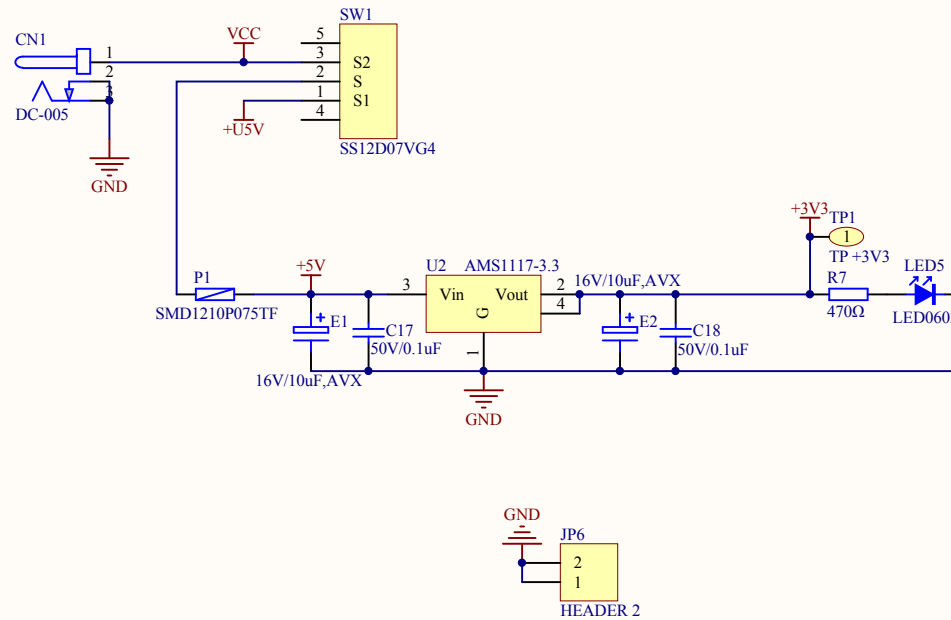 SW1
CN1
VCC
5
1
3
S2
2
2
S
3
1
S1
DC-005
+U5V
4
SS12D07VG4
GND
+3V3
TP1
1
TP +3V3
P1
+5V
U2
AMS1117-3.3
16V/10uF,AVX
R7
LED5
3
Vin
Vout
2
SMD1210P075TF
G
4
470Ω
LED060
E1
C17
E2
C18
50V/0.1uF
1
50V/0.1uF
16V/10uF,AVX
GND
GND
JP6
2
1
HEADER 2